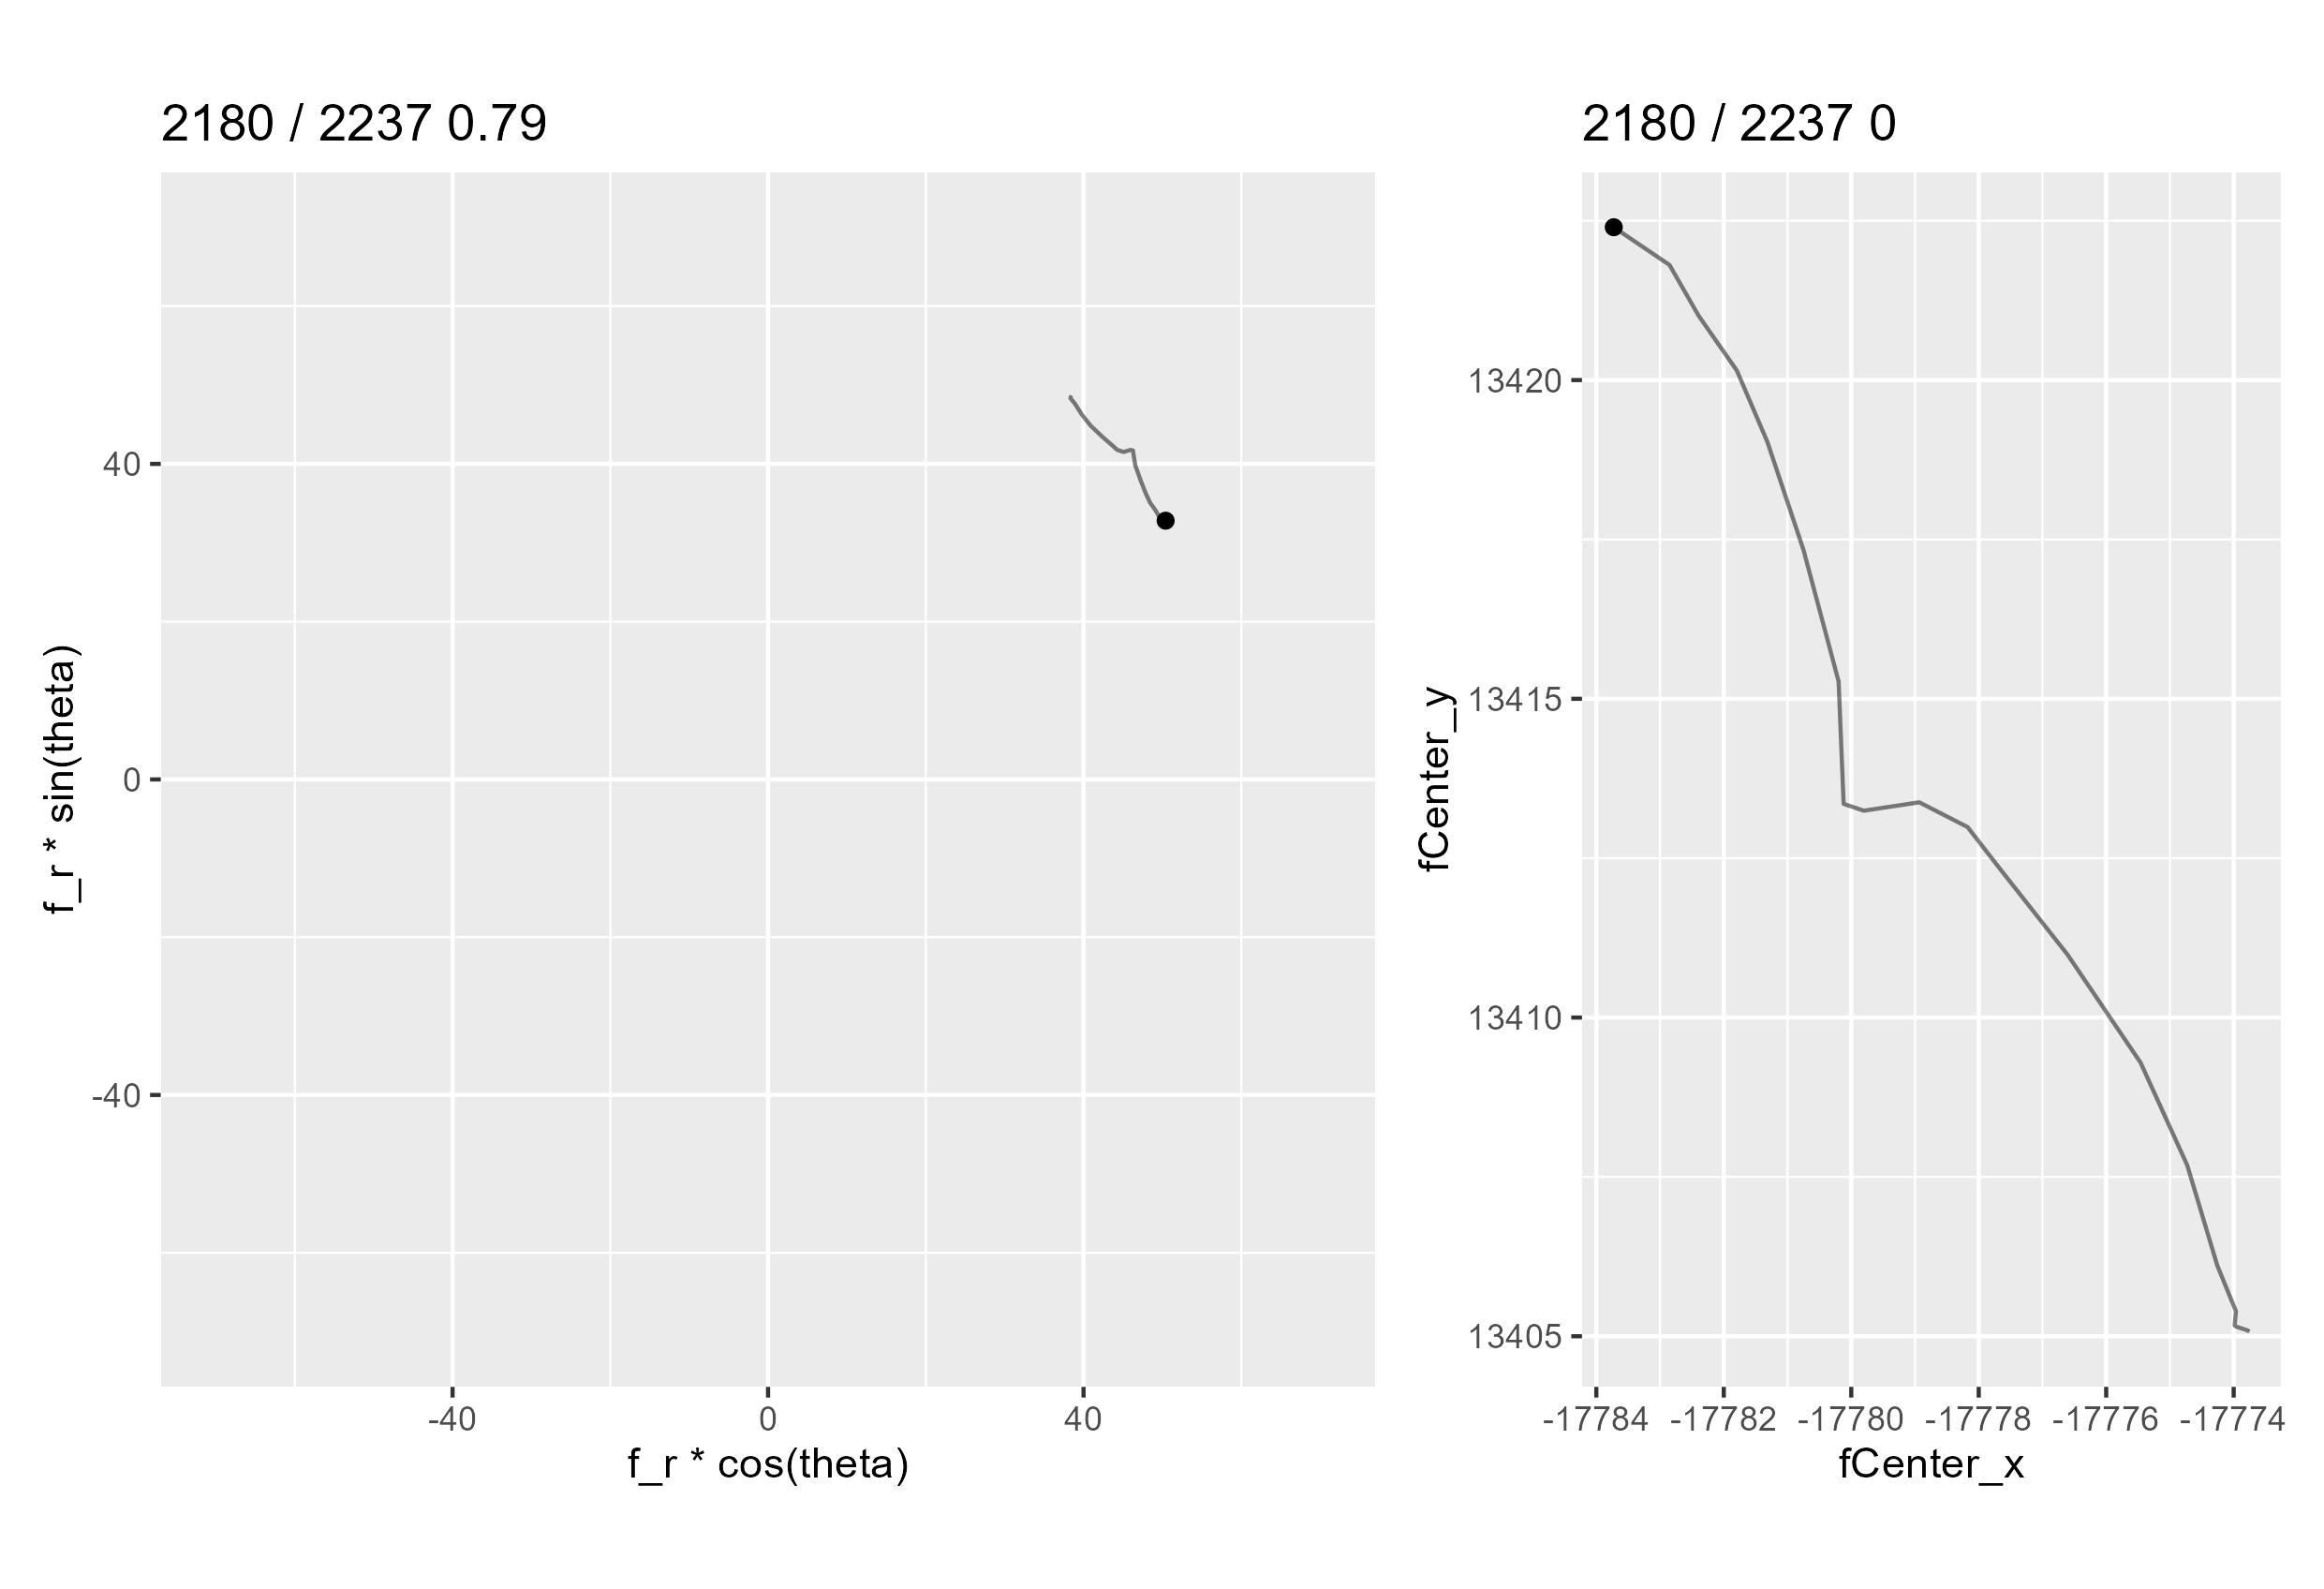 2180 / 2237 0.79
f_r * sin(theta)
40
0
-40
-40
0
40
f_r * cos(theta)
2180 / 2237 0
fCenter_y
13420
13415
13410
13405
-17784
-17782
-17780
-17778
-17776
-17774
fCenter_x